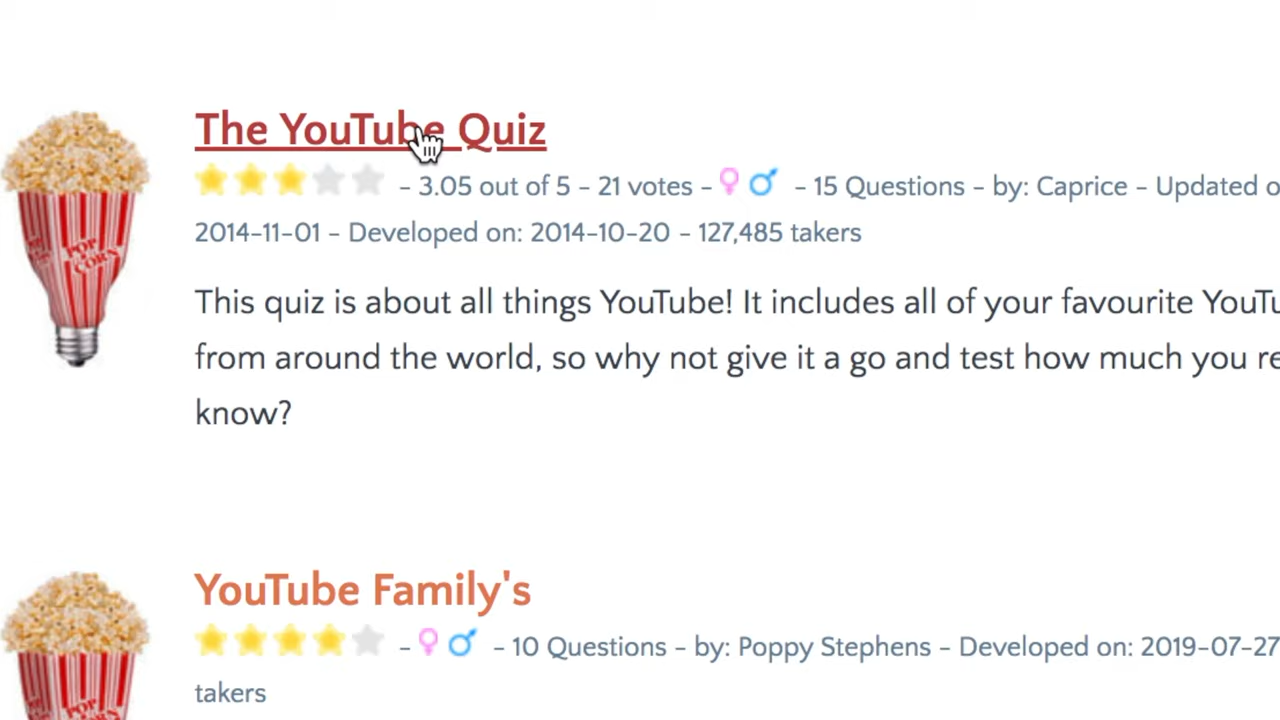 The YouTube Quiz
– 3.05 out of 5 – 21 votes – ♀ ♂ – 15 Questions – by: Caprice – Updated
2014-11-01 – Developed on: 2014-10-20 – 127,485 takers
This quiz is about all things YouTube! It includes all of your favourite
from around the world, so why not give it a go and test how much you
know?
YouTube Family's
– ♀ ♂ – 10 Questions – by: Poppy Stephens – Developed on: 2019-07-27
takers
POP CORN
POP